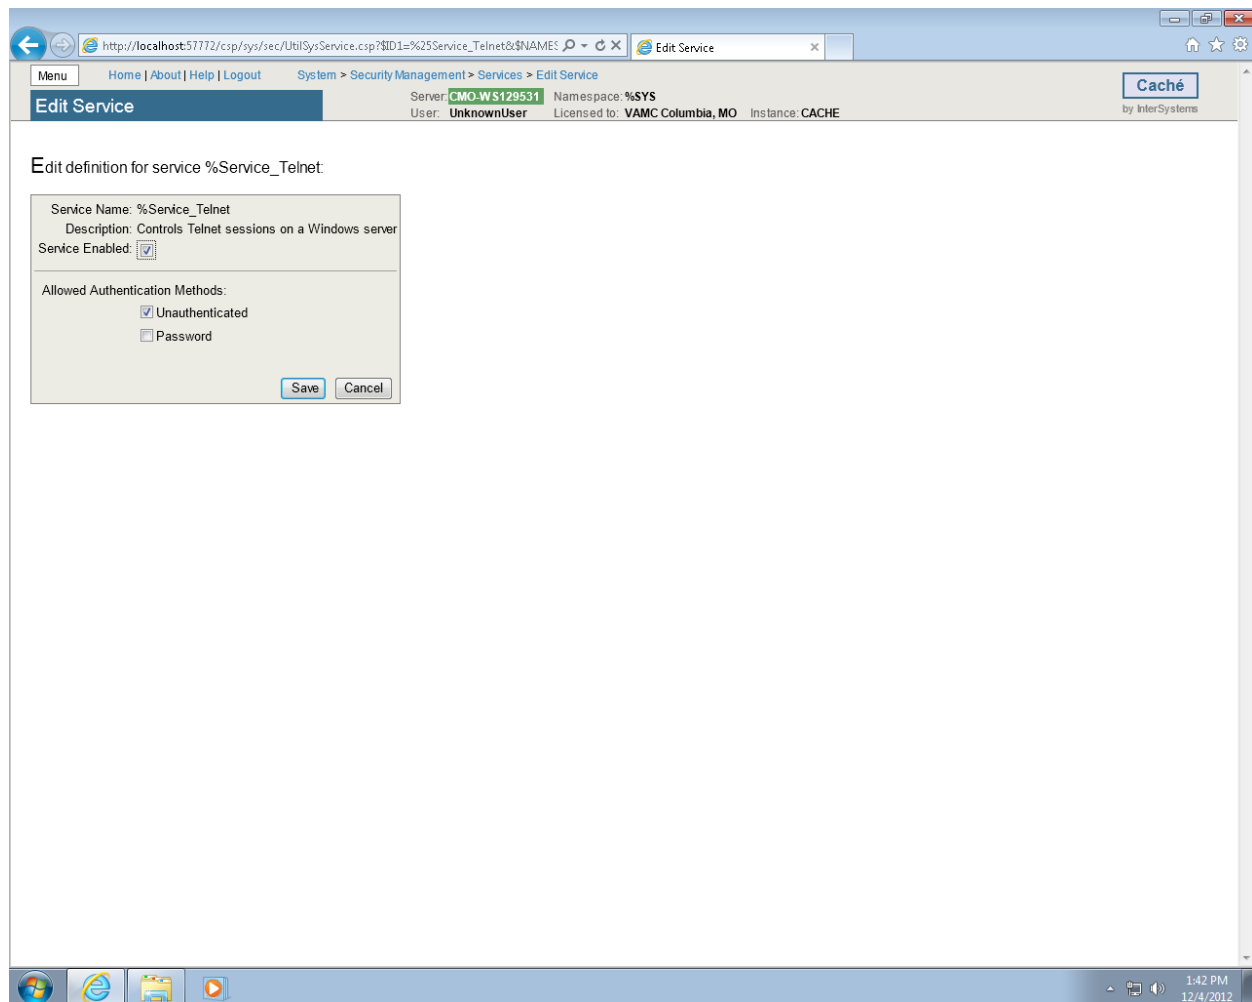 http://localhost:57772/csp/sys/sec/UtilSysService.csp?$ID1=%25Service_Telnet&$NAMES
Edit Service
Menu
Home | About | Help | Logout
System > Security Management > Services > Edit Service
Edit Service
Server: CMO-WS129531 Namespace: %SYS
User: UnknownUser Licensed to: VAMC Columbia, MO Instance: CACHE
Caché
by InterSystems
Edit definition for service %Service_Telnet:
Service Name: %Service_Telnet
Description: Controls Telnet sessions on a Windows server
Service Enabled:
Allowed Authentication Methods:
Unauthenticated
Password
Save Cancel
1:42 PM
12/4/2012